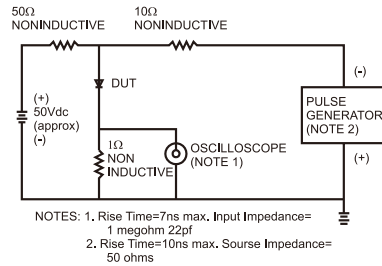 50Ω
NONINDUCTIVE
10Ω
NONINDUCTIVE
(+)
50Vdc
(approx)
(-)
DUT
1Ω
NON
INDUCTIVE
OSCILLOSCOPE
(NOTE 1)
(-)
PULSE
GENERATOR
(NOTE 2)
(+)
NOTES: 1. Rise Time=7ns max. Input Impedance=
1 megohm 22pf
2. Rise Time=10ns max. Sourse Impedance=
50 ohms